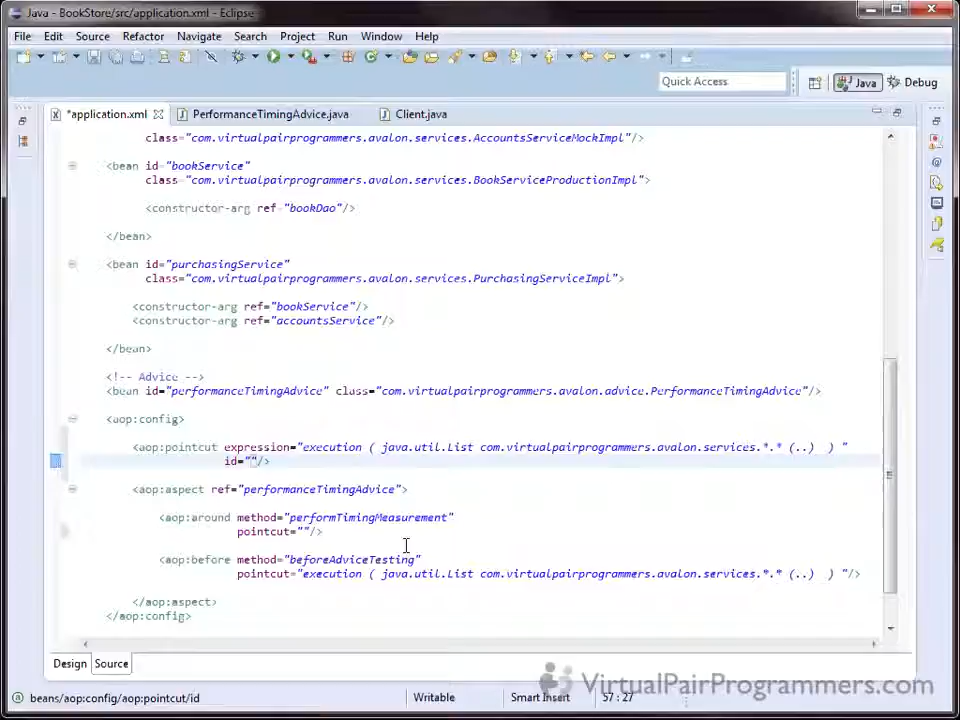 Java - BookStore/src/application.xml - Eclipse
File Edit Source Refactor Navigate Search Project Run Window Help
Quick Access
Java
Debug
*application.xml
PerformanceTimingAdvice.java
Client.java
class="com.virtualpairprogrammers.avalon.services.AccountsServiceMockImpl"/>
<bean id="bookService"
class="com.virtualpairprogrammers.avalon.services.BookServiceProductionImpl">
<constructor-arg ref="bookDao"/>
</bean>
<bean id="purchasingService"
class="com.virtualpairprogrammers.avalon.services.PurchasingServiceImpl">
<constructor-arg ref="bookService"/>
<constructor-arg ref="accountsService"/>
</bean>
<!-- Advice -->
<bean id="performanceTimingAdvice" class="com.virtualpairprogrammers.avalon.advice.PerformanceTimingAdvice"/>
<aop:config>
<aop:pointcut expression="execution ( java.util.List com.virtualpairprogrammers.avalon.services.*.* (..) ) "
id=""/>
<aop:aspect ref="performanceTimingAdvice">
<aop:around method="performTimingMeasurement"
pointcut=""/>
<aop:before method="beforeAdviceTesting"
pointcut="execution ( java.util.List com.virtualpairprogrammers.avalon.services.*.* (..) ) "/>
</aop:aspect>
</aop:config>
Design Source
VirtualPairProgrammers.com
beans/aop:config/aop:pointcut/id
Writable
Smart Insert
57 : 27